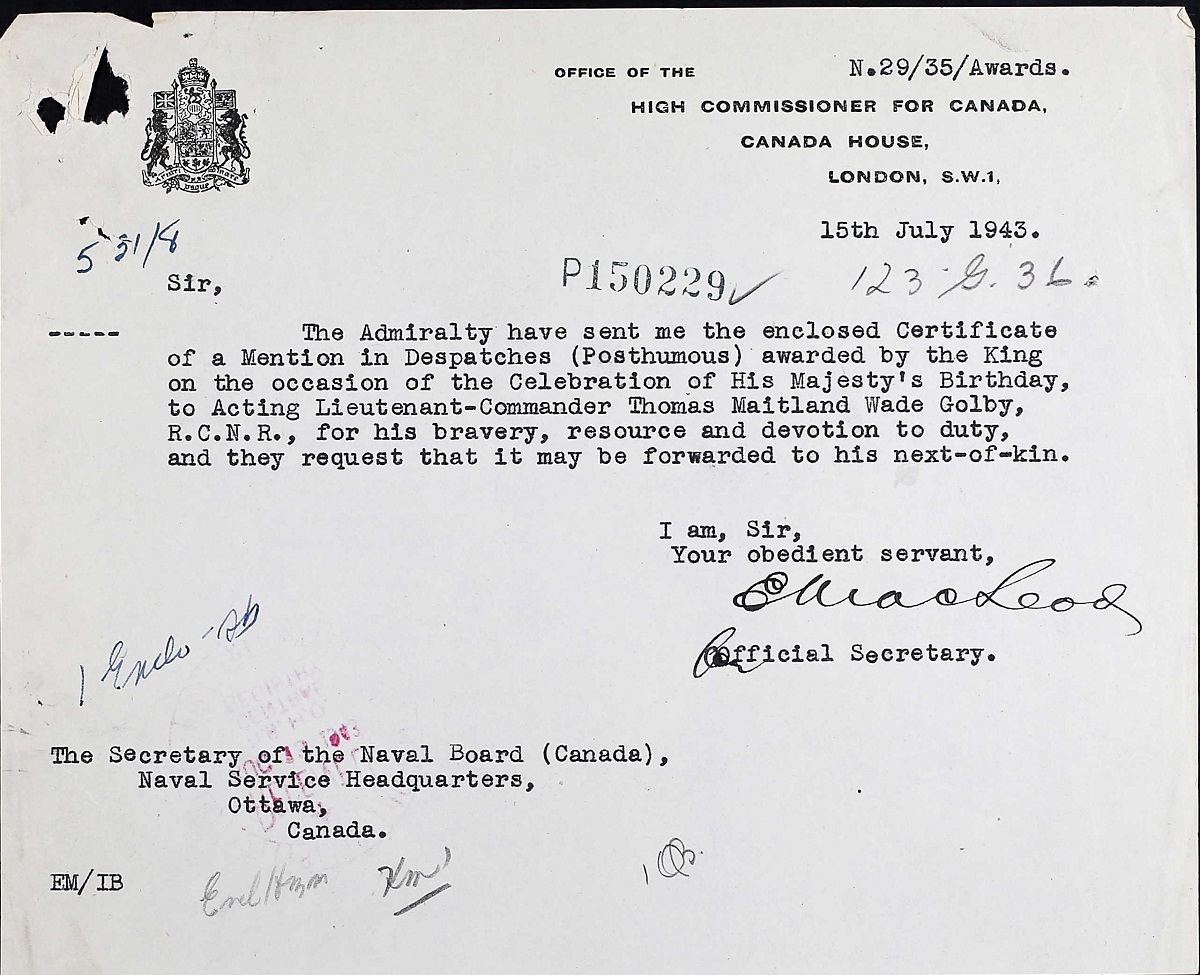 OFFICE OF THE
N.29/35/Awards.
HIGH COMMISSIONER FOR CANADA,
CANADA HOUSE,
LONDON, S.W.1,
15th July 1943.
P150229
123 G. 36.
Sir,
-----
The Admiralty have sent me the enclosed Certificate
of a Mention in Despatches (Posthumous) awarded by the King
on the occasion of the Celebration of His Majesty's Birthday,
to Acting Lieutenant-Commander Thomas Maitland Wade Golby,
R.C.N.R., for his bravery, resource and devotion to duty,
and they request that it may be forwarded to his next-of-kin.
I am, Sir,
Your obedient servant,
EMacLeod
Official Secretary.
1 Enclo
The Secretary of the Naval Board (Canada),
Naval Service Headquarters,
Ottawa,
Canada.
EM/IB